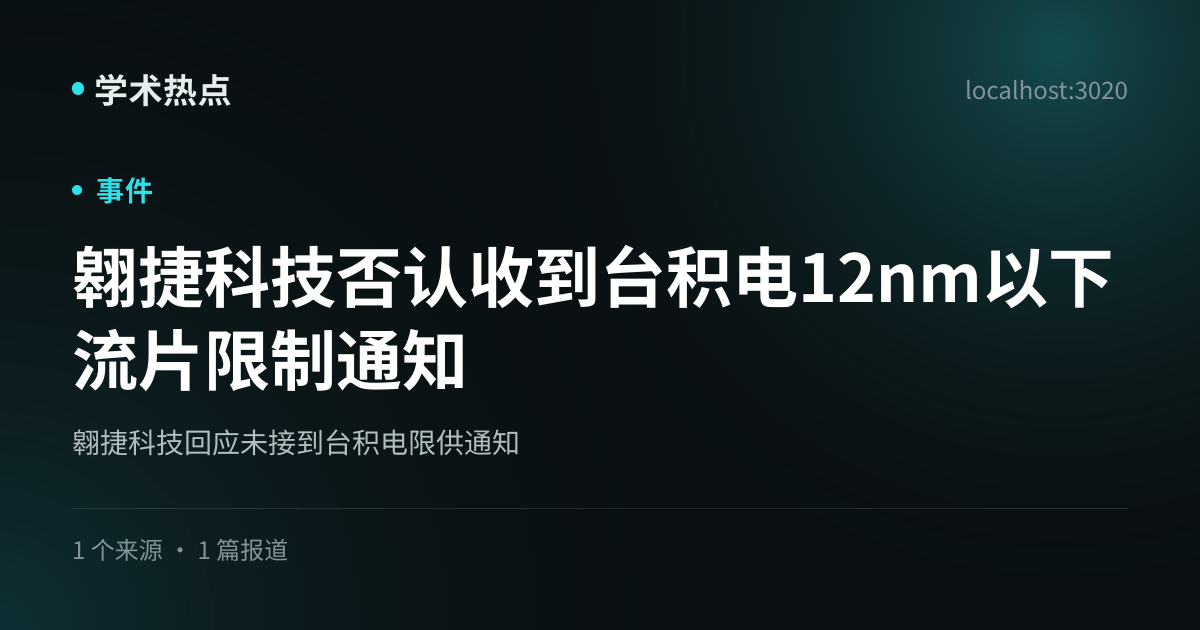 学术热点
localhost:3020
事件
翱捷科技否认收到台积电12nm以下
流片限制通知
翱捷科技回应未接到台积电限供通知
1 个来源 · 1 篇报道